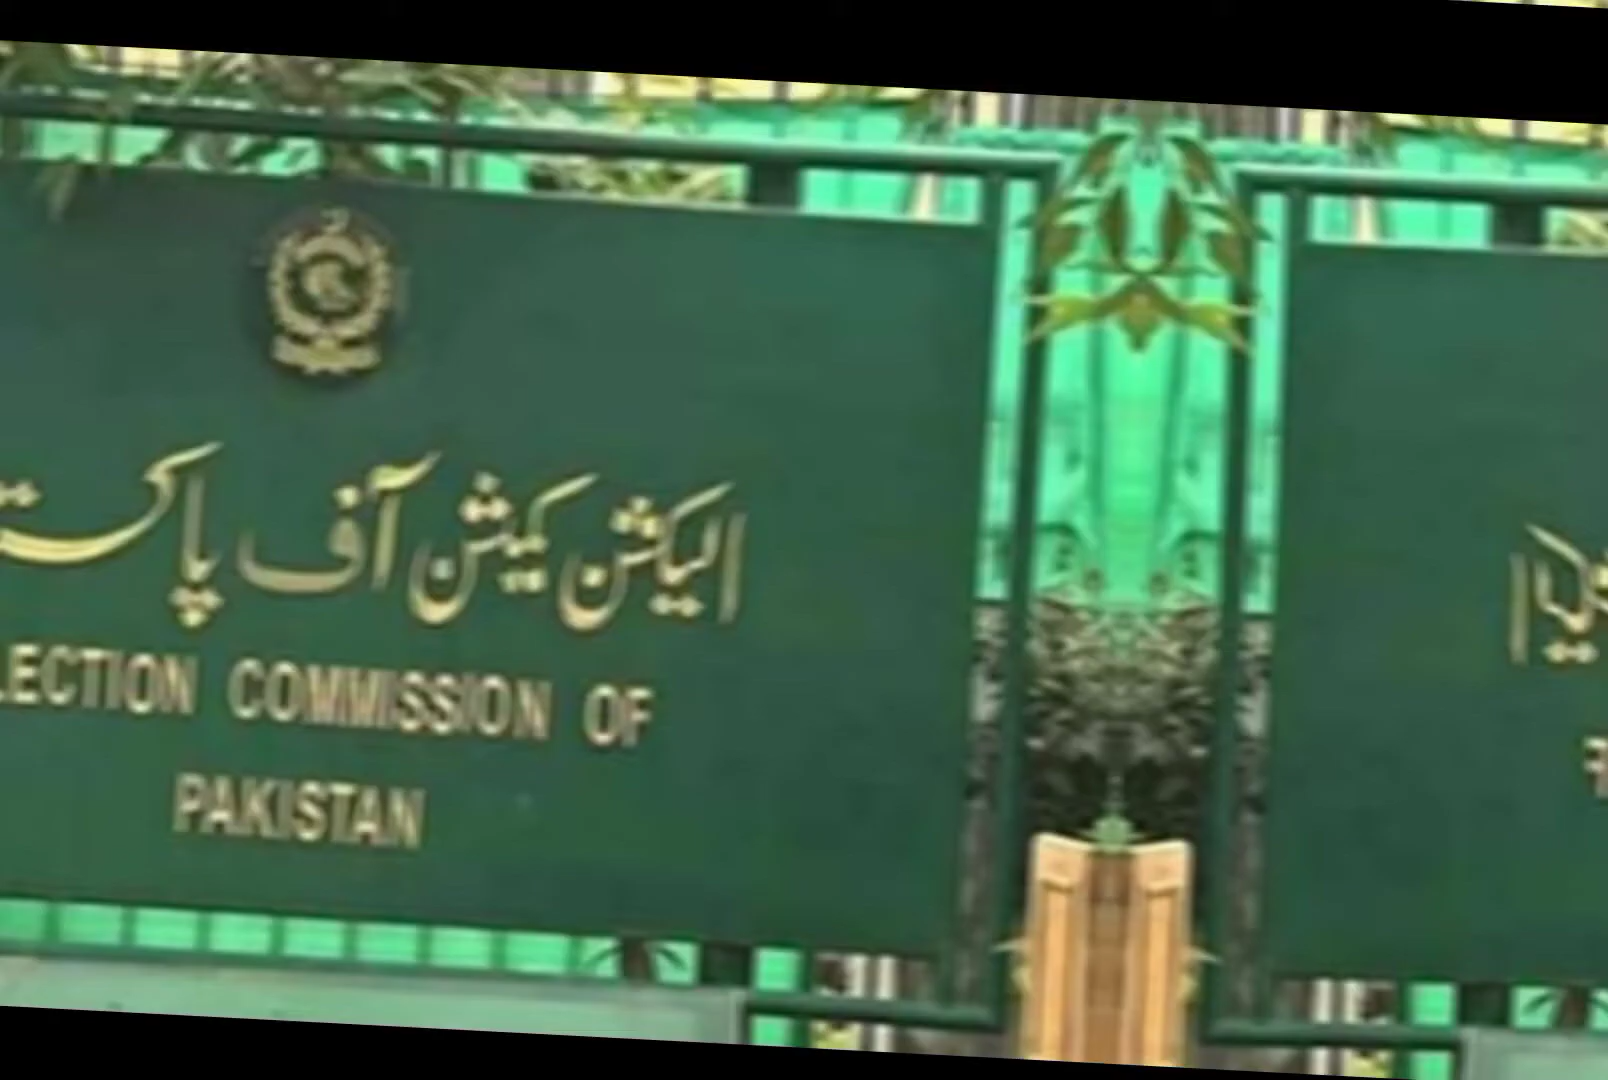 الیکشن کمیشن آف پاکست
LECTION COMMISSION OF
PAKISTAN